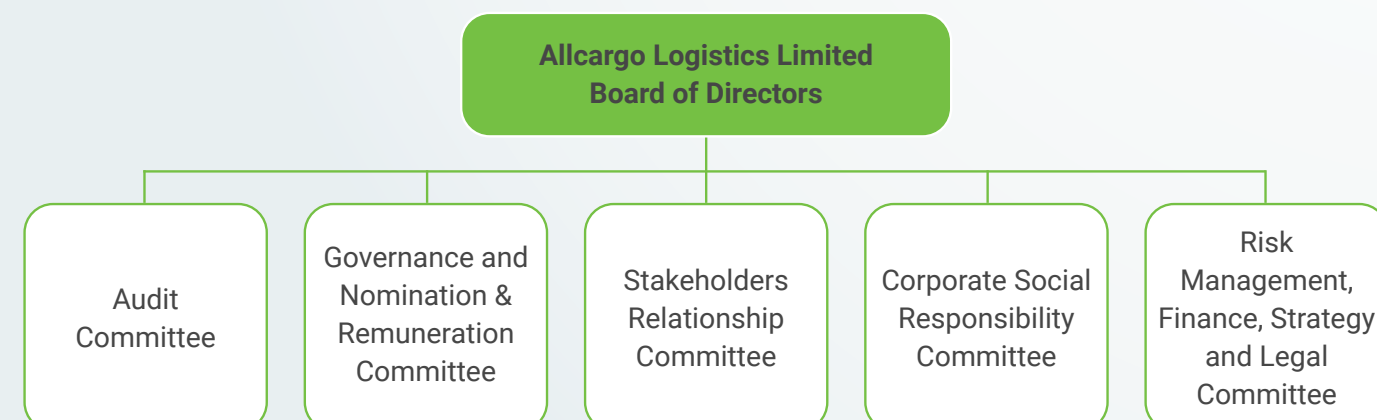 Allcargo Logistics Limited
Board of Directors
Audit
Committee
Governance and
Nomination &
Remuneration
Committee
Stakeholders
Relationship
Committee
Corporate Social
Responsibility
Committee
Risk
Management,
Finance, Strategy
and Legal
Committee